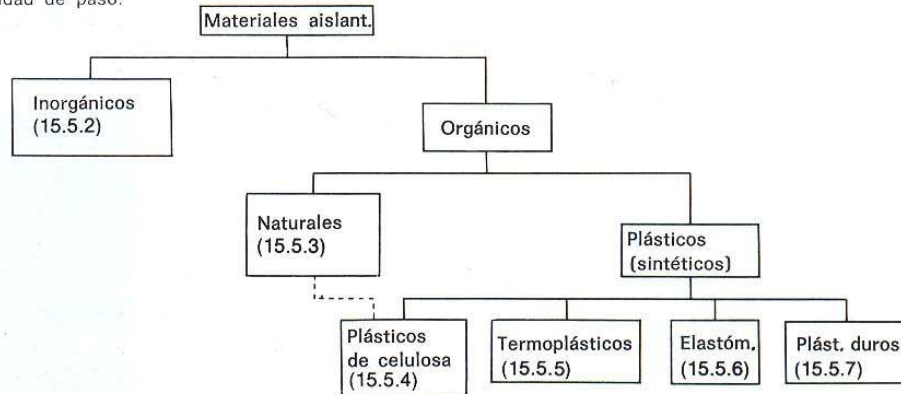 de paso.
Materiales aislant.
Inorgánicos
(15.5.2)
Orgánicos
Naturales
(15.5.3)
Plásticos
(sintéticos)
Plásticos
de celulosa
(15.5.4)
Termoplásticos
(15.5.5)
Elastóm.
(15.5.6)
Plást. duros
(15.5.7)